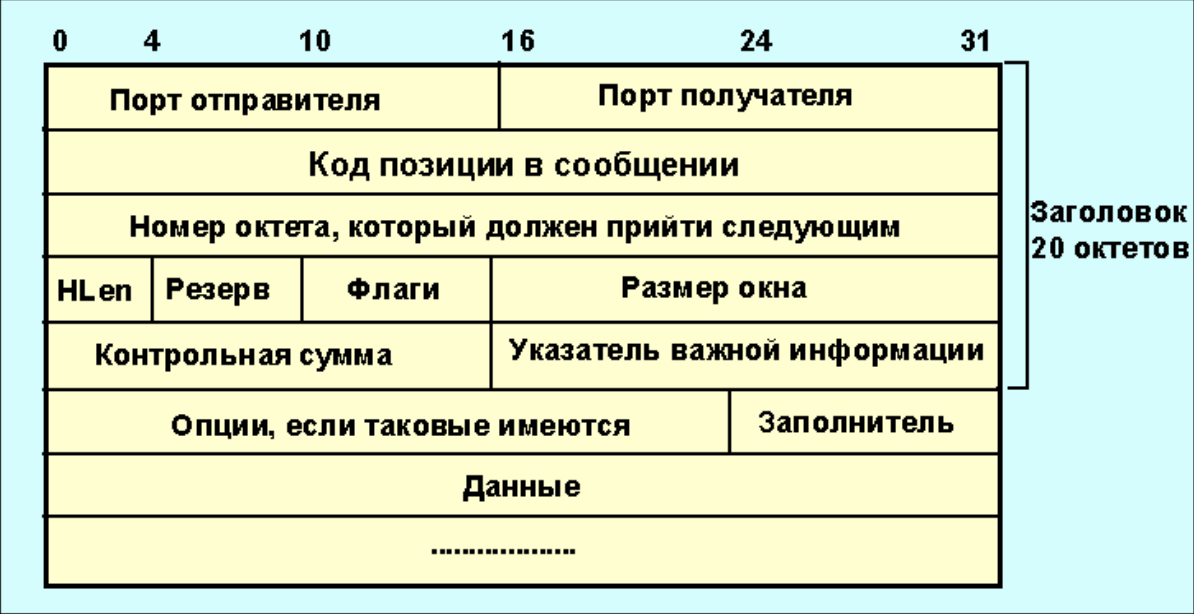 0 4 10 16 24 31
Порт отправителя Порт получателя
Код позиции в сообщении
Номер октета, который должен прийти следующим
Заголовок
20 октетов
HLen Резерв Флаги Размер окна
Контрольная сумма Указатель важной информации
Опции, если таковые имеются Заполнитель
Данные
...................